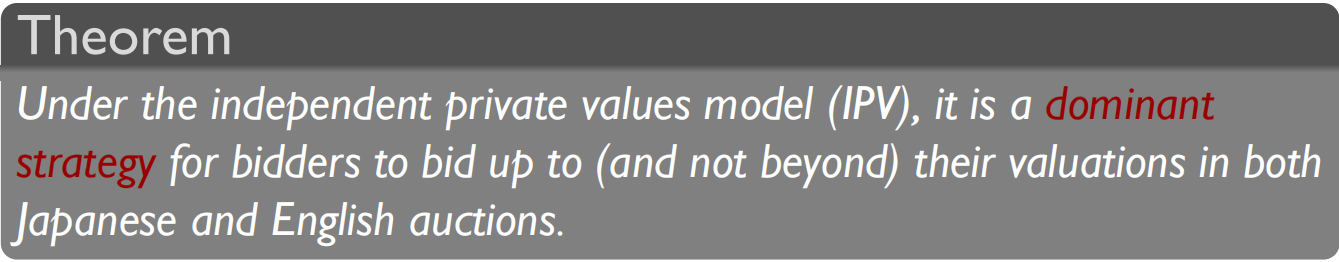 Theorem
Under the independent private values model (IPV), it is a dominant
strategy for bidders to bid up to (and not beyond) their valuations in both
Japanese and English auctions.